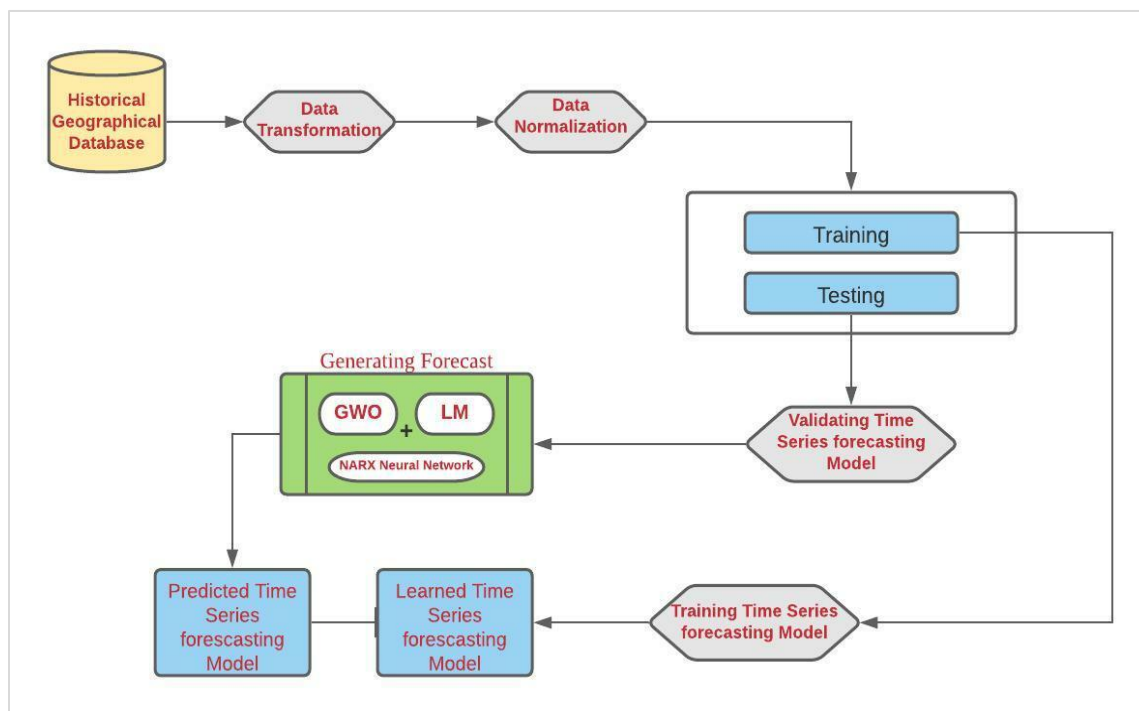 Historical
Geographical
Database
Data
Transformation
Data
Normalization
Training
Testing
Generating Forecast
GWO
+
LM
NARX Neural Network
Validating Time
Series forecasting
Model
Predicted Time
Series
forescasting
Model
Learned Time
Series
forescasting
Model
Training Time Series
forecasting Model